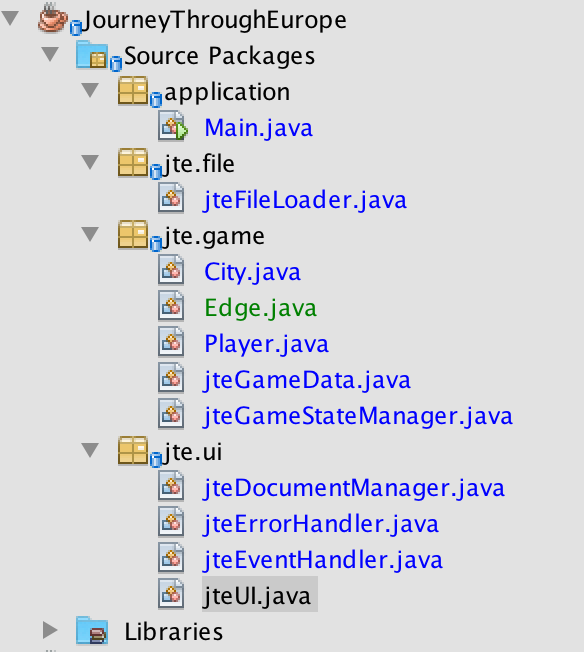 JourneyThroughEurope
Source Packages
application
Main.java
jte.file
jteFileLoader.java
jte.game
City.java
Edge.java
Player.java
jteGameData.java
jteGameStateManager.java
jte.ui
jteDocumentManager.java
jteErrorHandler.java
jteEventHandler.java
jteUI.java
Libraries